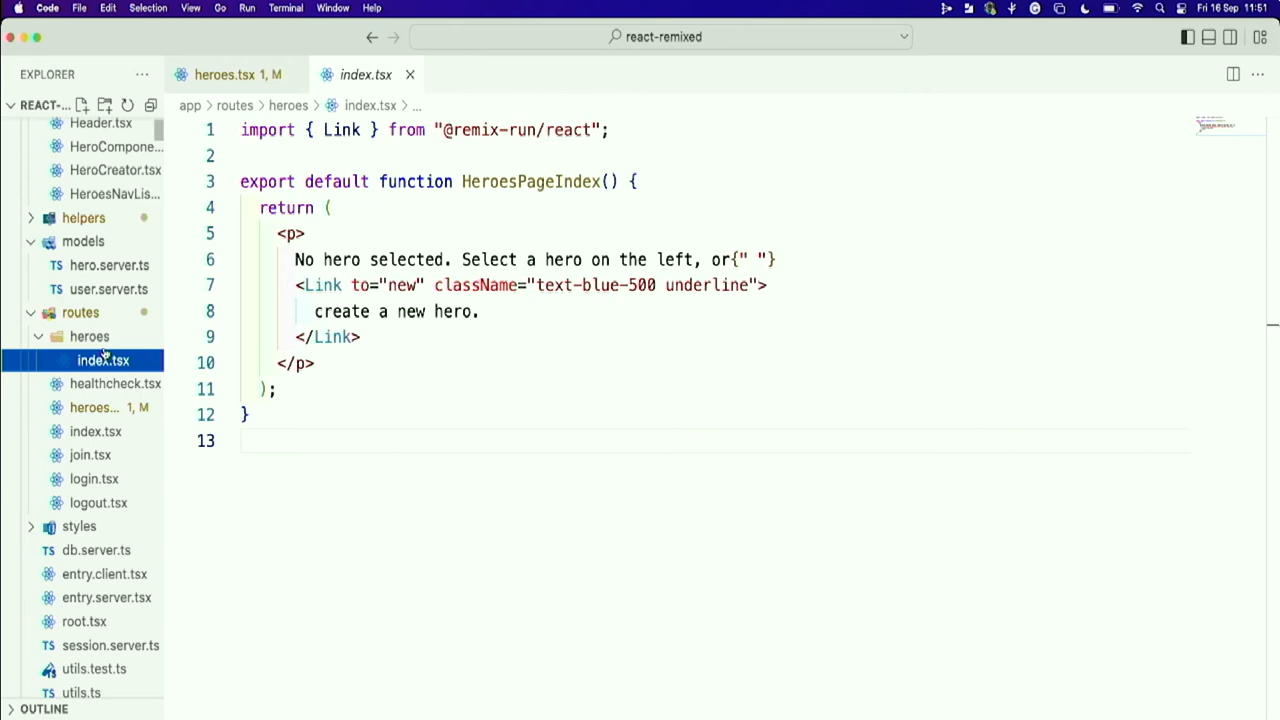 Code File Edit Selection View Go Run Terminal Window Help Fri 16 Sep 11:51
react-remixed
EXPLORER ...
heroes.tsx 1, M
index.tsx
REACT-...
app > routes > heroes > index.tsx > ...
Header.tsx
HeroCompone...
HeroCreator.tsx
HeroesNavLis...
helpers
models
TS hero.server.ts
TS user.server.ts
routes
heroes
index.tsx
healthcheck.tsx
heroes... 1, M
index.tsx
join.tsx
login.tsx
logout.tsx
styles
TS db.server.ts
entry.client.tsx
entry.server.tsx
root.tsx
TS session.server.ts
utils.test.ts
TS utils.ts
OUTLINE
1 import { Link } from "@remix-run/react";
2
3 export default function HeroesPageIndex() {
4 return (
5 <p>
6 No hero selected. Select a hero on the left, or{" "}
7 <Link to="new" className="text-blue-500 underline">
8 create a new hero.
9 </Link>
10 </p>
11 );
12 }
13